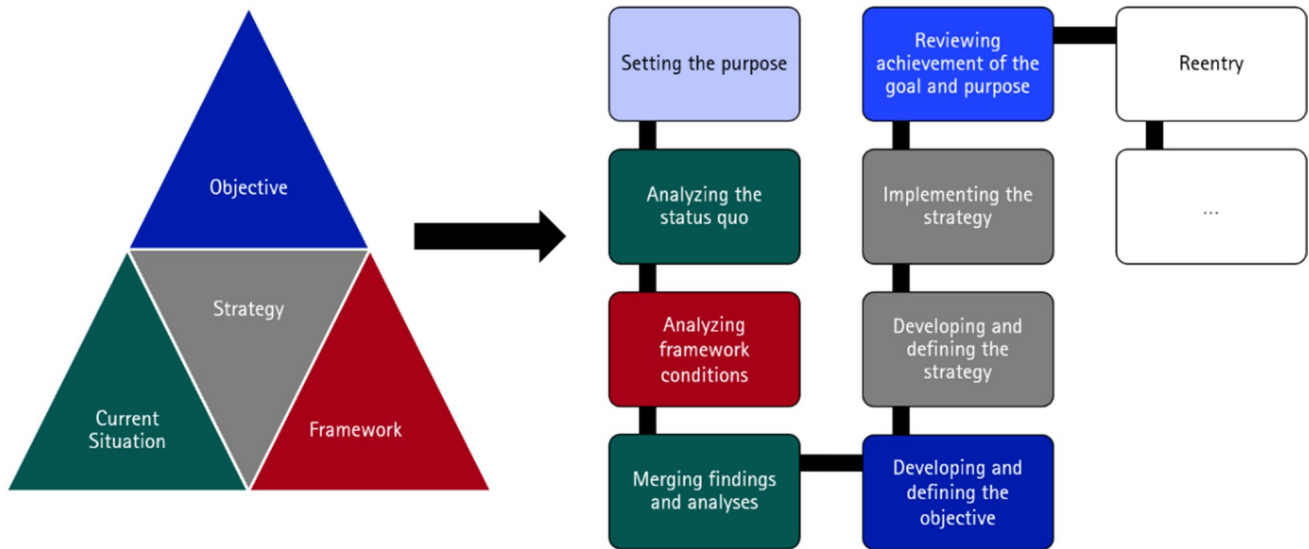 Objective
Strategy
Current
Situation
Framework
Setting the purpose
Analyzing the
status quo
Analyzing
framework
conditions
Merging findings
and analyses
Developing and
defining the
objective
Developing and
defining the
strategy
Implementing the
strategy
Reviewing
achievement of the
goal and purpose
Reentry
...